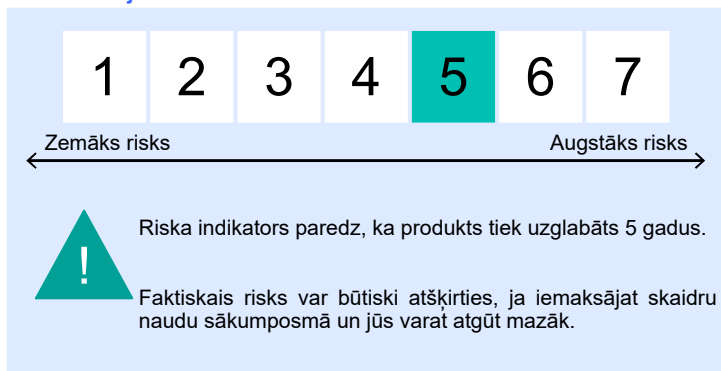 1 2 3 4 5 6 7
Zemāks risks Augstāks risks
!
Riska indikators paredz, ka produkts tiek uzglabāts 5 gadus.
Faktiskais risks var būtiski atšķirties, ja iemaksājat skaidru
naudu sākumposmā un jūs varat atgūt mazāk.